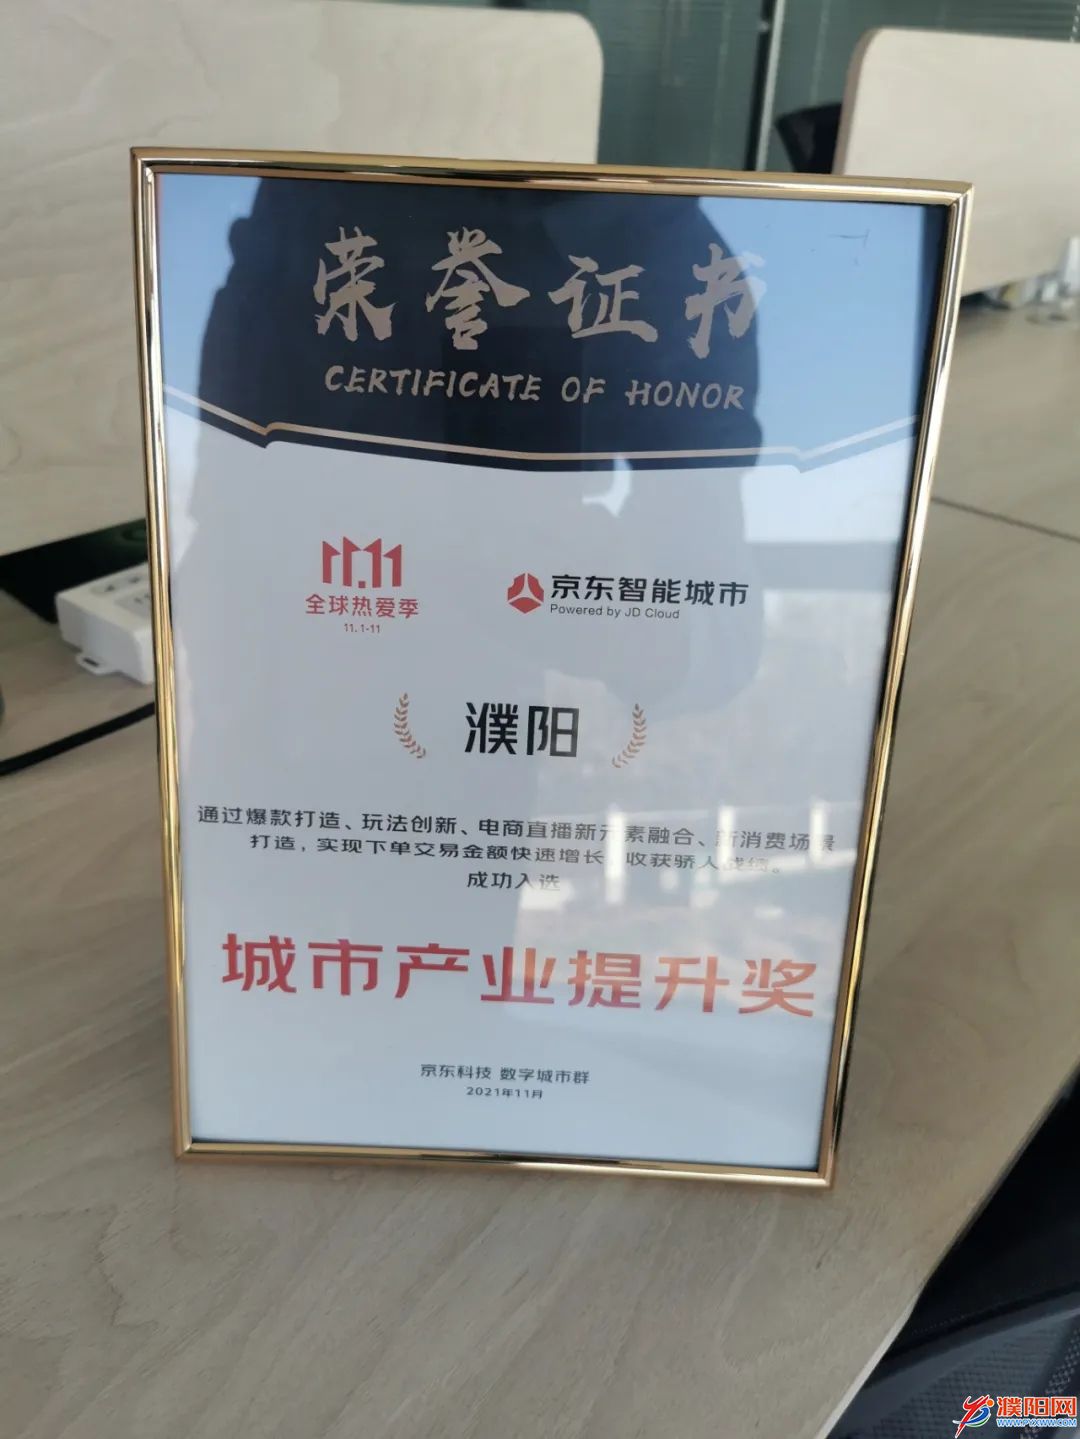 荣誉证书
CERTIFICATE OF HONOR
11.11
全球热爱季
11.1-11
京东智能城市
Powered by JD Cloud
濮阳
通过爆款打造、玩法创新、电商直播新元素融合、新消费场景
打造，实现下单交易金额快速增长，收获骄人战绩。
成功入选
城市产业提升奖
京东科技 数字城市群
2021年11月
濮阳网
WWW.PYXWW.COM